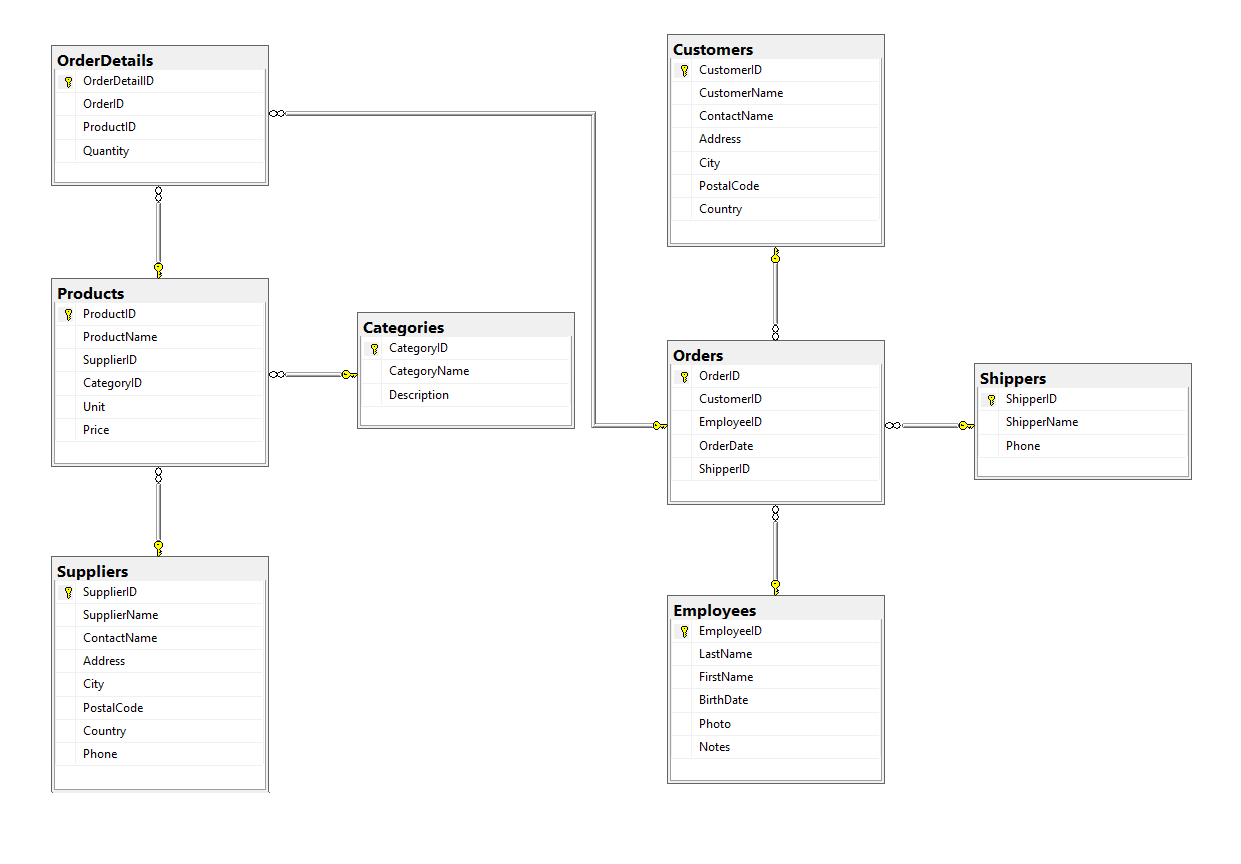 OrderDetails
OrderDetailID
OrderID
ProductID
Quantity
Products
ProductID
ProductName
SupplierID
CategoryID
Unit
Price
Suppliers
SupplierID
SupplierName
ContactName
Address
City
PostalCode
Country
Phone
Categories
CategoryID
CategoryName
Description
Customers
CustomerID
CustomerName
ContactName
Address
City
PostalCode
Country
Orders
OrderID
CustomerID
EmployeeID
OrderDate
ShipperID
Employees
EmployeeID
LastName
FirstName
BirthDate
Photo
Notes
Shippers
ShipperID
ShipperName
Phone